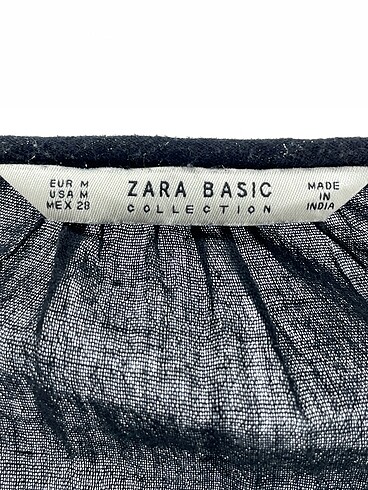 EUR M
USA M
MEX 28
ZARA BASIC
COLLECTION
MADE
IN
INDIA